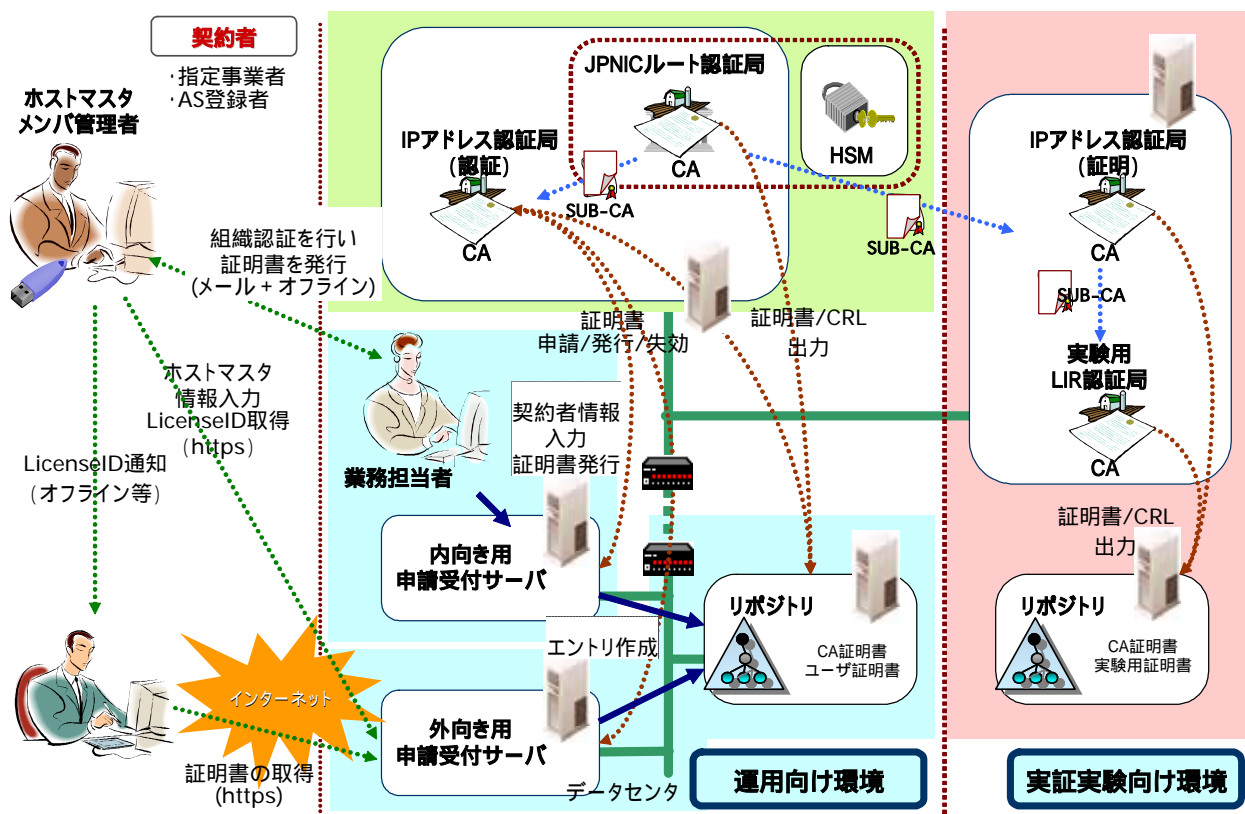 契約者
・指定事業者
・AS登録者
ホストマスタ
メンバ管理者
JPNICルート認証局
IPアドレス認証局
(認証)
CA
HSM
SUB-CA
CA
SUB-CA
IPアドレス認証局
(証明)
CA
SUB-CA
実験用
LIR認証局
CA
組織認証を行い
証明書を発行
(メール + オフライン)
証明書
申請/発行/失効
証明書/CRL
出力
ホストマスタ
情報入力
LicenseID取得
(https)
LicenseID通知
(オフライン等)
業務担当者
契約者情報
入力
証明書発行
内向き用
申請受付サーバ
エントリ作成
リポジトリ
CA証明書
ユーザ証明書
証明書/CRL
出力
リポジトリ
CA証明書
実験用証明書
インターネット
外向き用
申請受付サーバ
証明書の取得
(https)
データセンタ
運用向け環境
実証実験向け環境